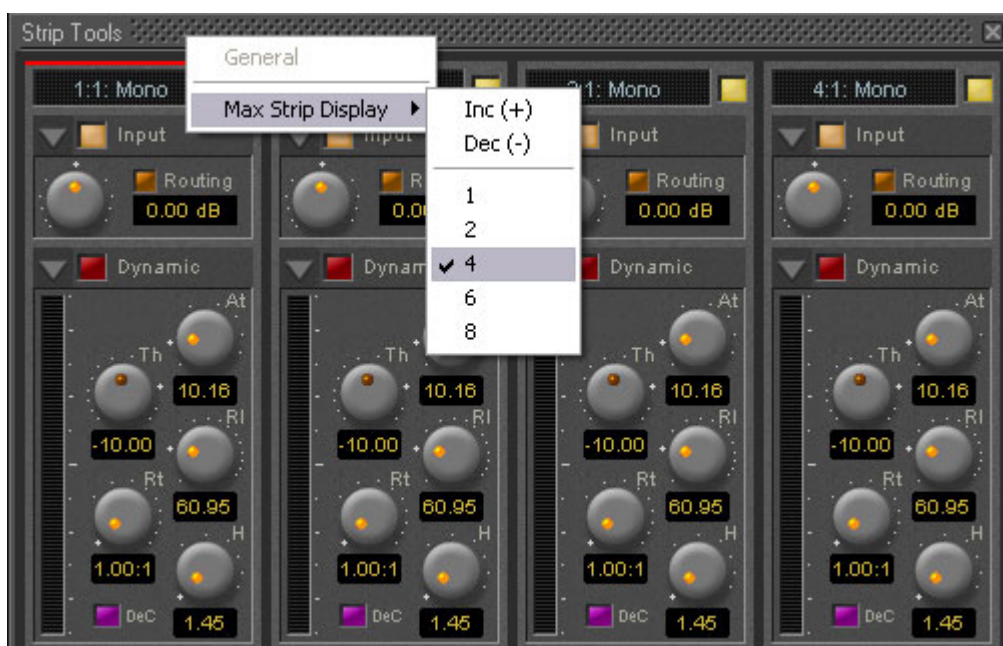 Strip Tools
General
Max Strip Display
Inc (+)
Dec (-)
1
2
4
6
8
1:1: Mono
:1: Mono
4:1: Mono
Input
Input
Input
Input
Routing
R
Routing
Routing
0.00 dB
0.00
0.00 dB
0.00 dB
Dynamic
Dynam
Dynamic
Dynamic
At
At
At
Th
Th
Th
Th
10.16
10.16
10.16
10.16
Rl
Rl
Rl
Rl
-10.00
-10.00
-10.00
-10.00
Rt
Rt
Rt
Rt
60.95
60.95
60.95
60.95
H
H
H
H
1.00:1
1.00:1
1.00:1
1.00:1
DeC
DeC
DeC
DeC
1.45
1.45
1.45
1.45